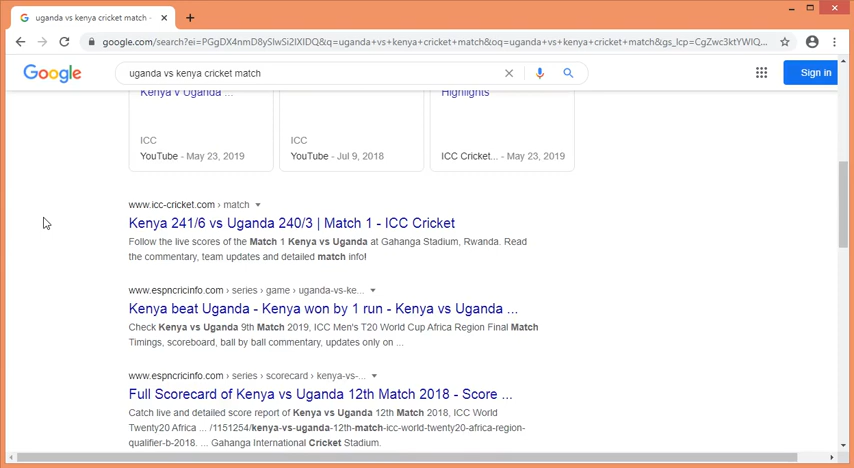 uganda vs kenya cricket match -
google.com/search?ei=PGgDX4nmD8ySlwSi2IXIDQ&q=uganda+vs+kenya+cricket+match&oq=uganda+vs+kenya+cricket+match&gs_lcp=CgZwc3ktYWIQ...
Google
uganda vs kenya cricket match
Sign in
Kenya v Uganda ...
Highlights
ICC
YouTube - May 23, 2019
ICC
YouTube - Jul 9, 2018
ICC Cricket... - May 23, 2019
www.icc-cricket.com › match
Kenya 241/6 vs Uganda 240/3 | Match 1 - ICC Cricket
Follow the live scores of the Match 1 Kenya vs Uganda at Gahanga Stadium, Rwanda. Read
the commentary, team updates and detailed match info!
www.espncricinfo.com › series › game › uganda-vs-ke...
Kenya beat Uganda - Kenya won by 1 run - Kenya vs Uganda ...
Check Kenya vs Uganda 9th Match 2019, ICC Men's T20 World Cup Africa Region Final Match
Timings, scoreboard, ball by ball commentary, updates only on ...
www.espncricinfo.com › series › scorecard › kenya-vs-...
Full Scorecard of Kenya vs Uganda 12th Match 2018 - Score ...
Catch live and detailed score report of Kenya vs Uganda 12th Match 2018, ICC World
Twenty20 Africa ... /1151254/kenya-vs-uganda-12th-match-icc-world-twenty20-africa-region-
qualifier-b-2018. ... Gahanga International Cricket Stadium.